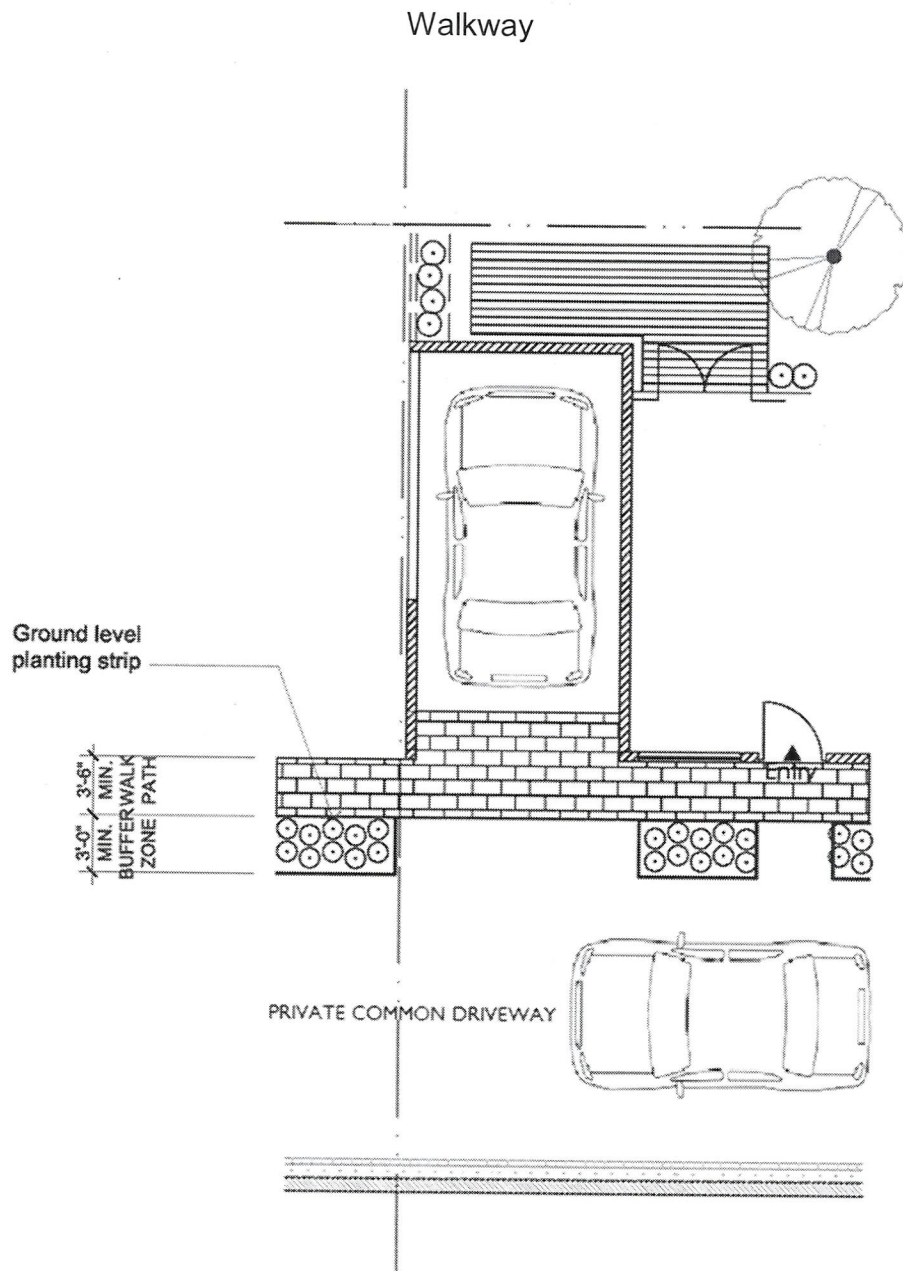 Walkway
Ground level
planting strip
3'-6"
MIN.
WALK
PATH
3'-0"
MIN.
BUFFER
ZONE
Entry
PRIVATE COMMON DRIVEWAY